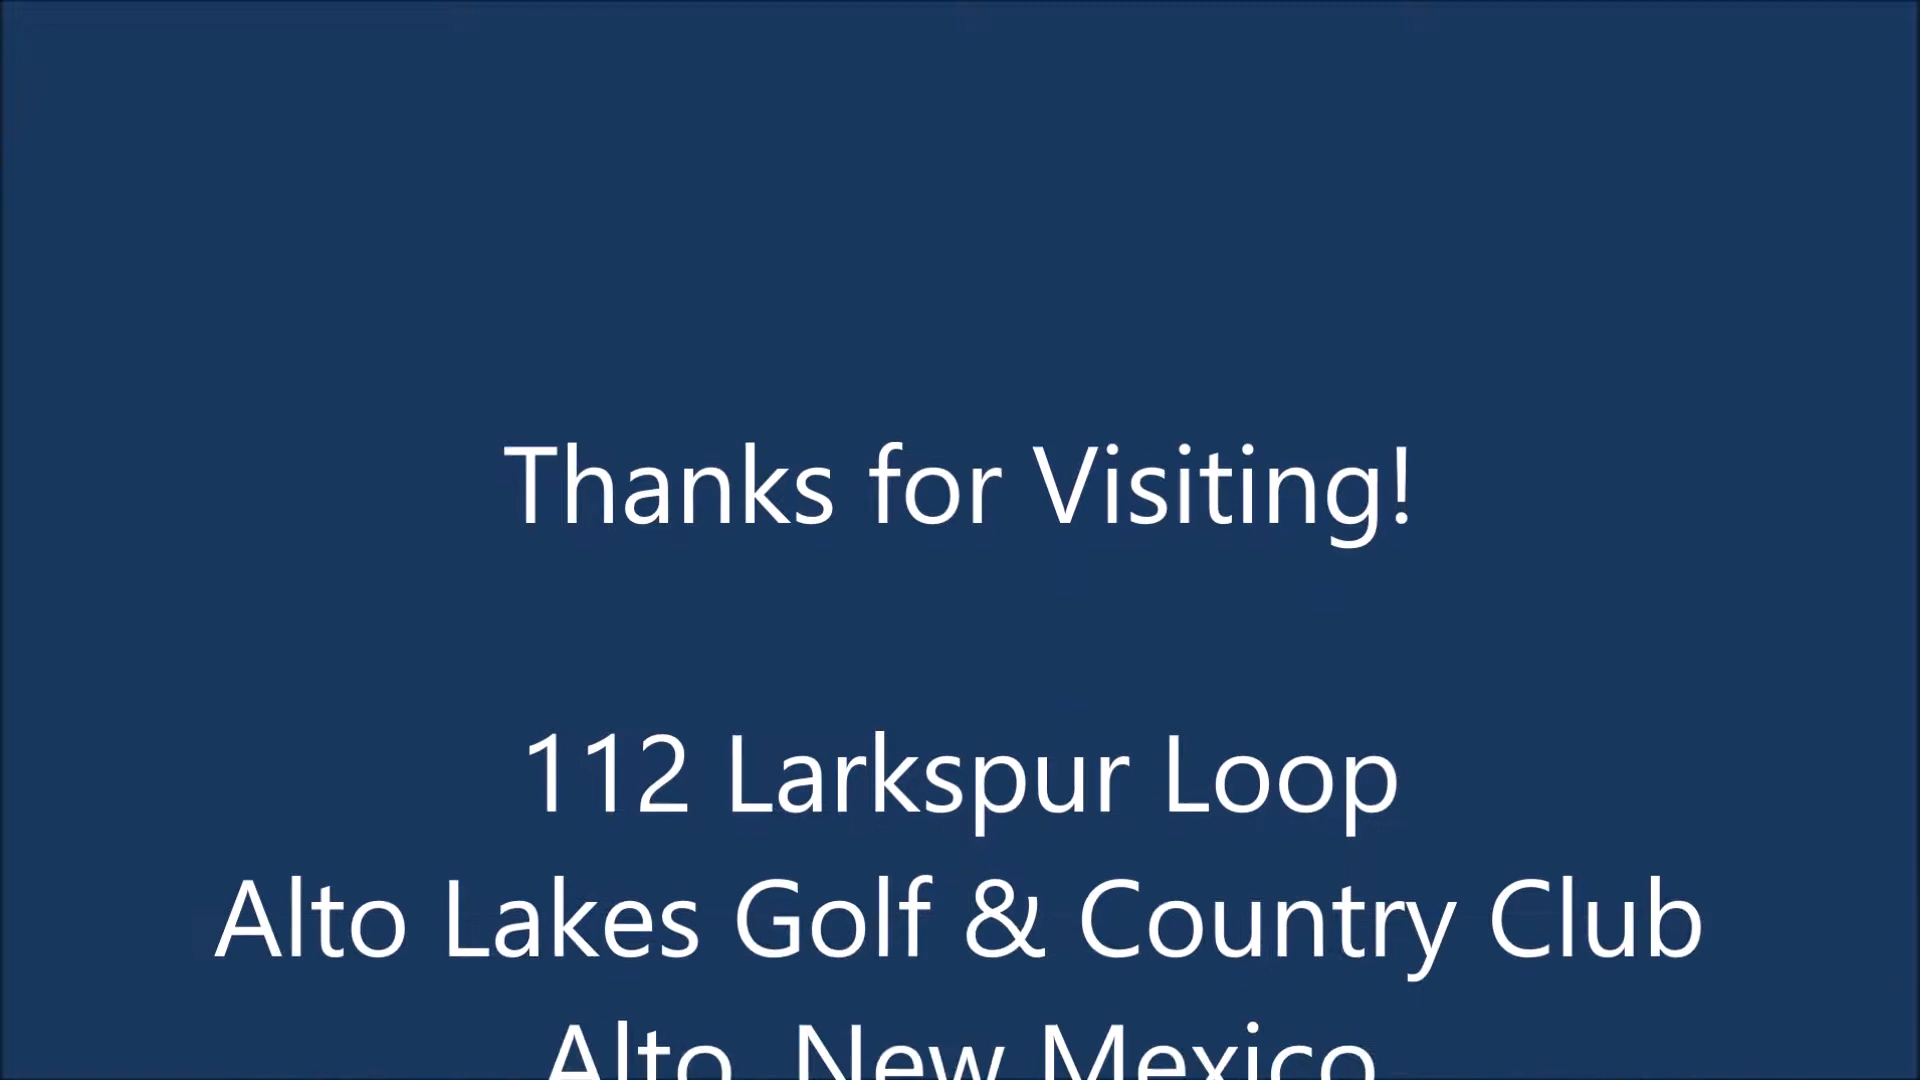 Thanks for Visiting!
112 Larkspur Loop
Alto Lakes Golf & Country Club
Alto, New Mexico